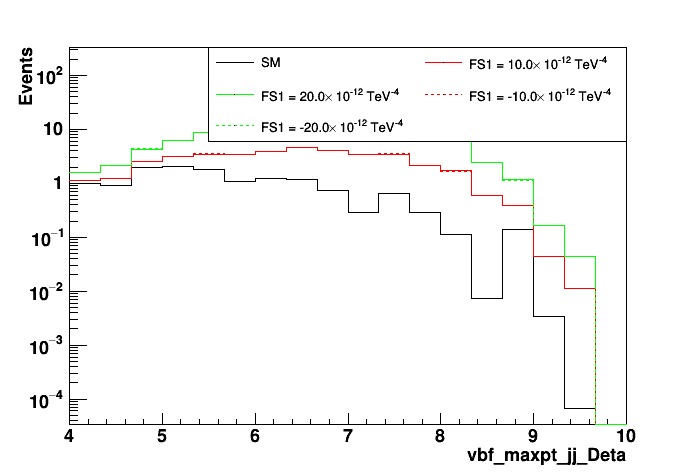 Events
SM
FS1 = 10.0× 10^-12 TeV^-4
FS1 = 20.0× 10^-12 TeV^-4
FS1 = -10.0× 10^-12 TeV^-4
FS1 = -20.0× 10^-12 TeV^-4
10^2
10
1
10^−1
10^−2
10^−3
10^−4
4 5 6 7 8 9 10
vbf_maxpt_jj_Deta